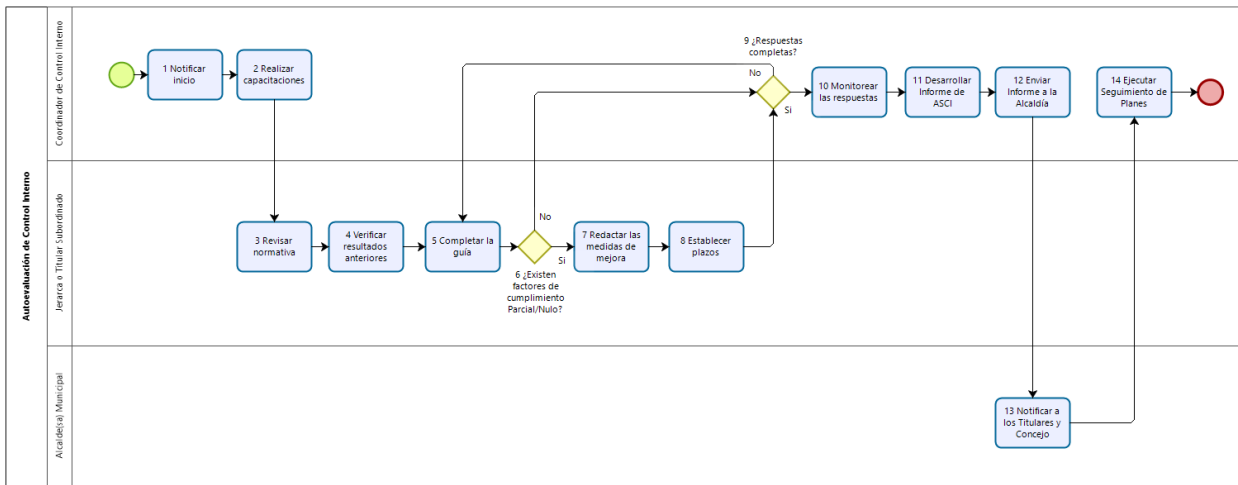 Autoevaluación de Control Interno
Coordinador de Control Interno
1 Notificar
inicio
2 Realizar
capacitaciones
9 ¿Respuestas
completas?
No
Si
10 Monitorear
las respuestas
11 Desarrollar
Informe de
ASCI
12 Enviar
Informe a la
Alcaldía
14 Ejecutar
Seguimiento de
Planes
Jerarca o Titular Subordinado
3 Revisar
normativa
4 Verificar
resultados
anteriores
5 Completar la
guía
No
Si
6 ¿Existen
factores de
cumplimiento
Parcial/Nulo?
7 Redactar las
medidas de
mejora
8 Establecer
plazos
Alcalde(sa) Municipal
13 Notificar a
los Titulares y
Concejo